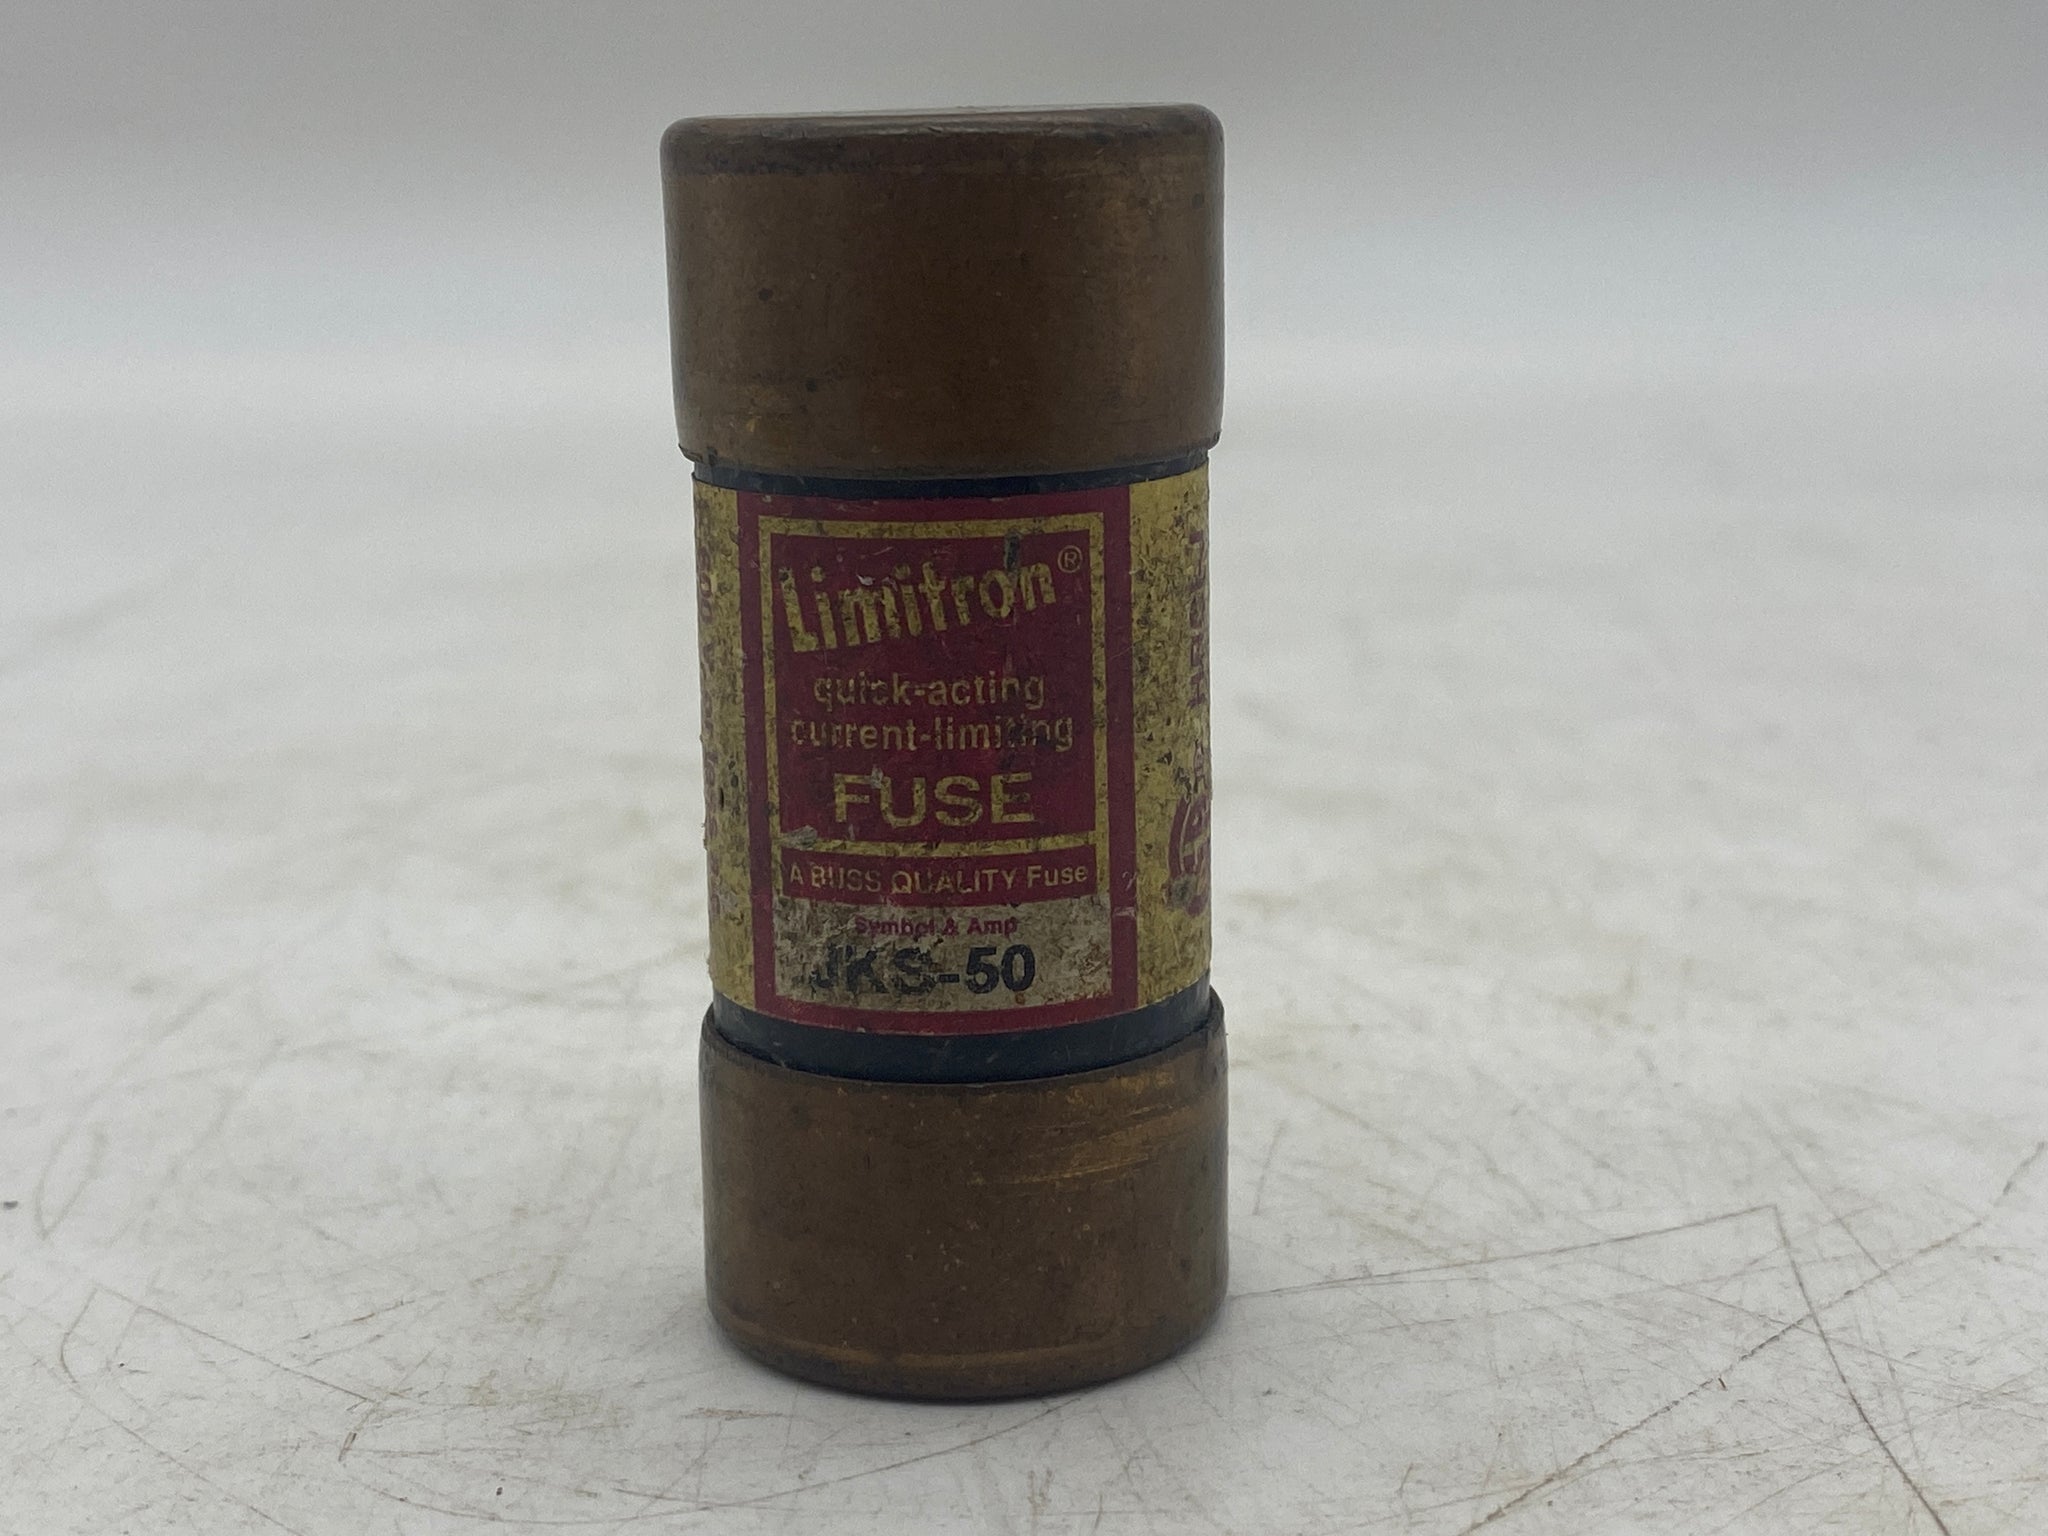 Limitron®
quick-acting
current-limiting
FUSE
A BUSS QUALITY Fuse
Symbol & Amp
JKS-50